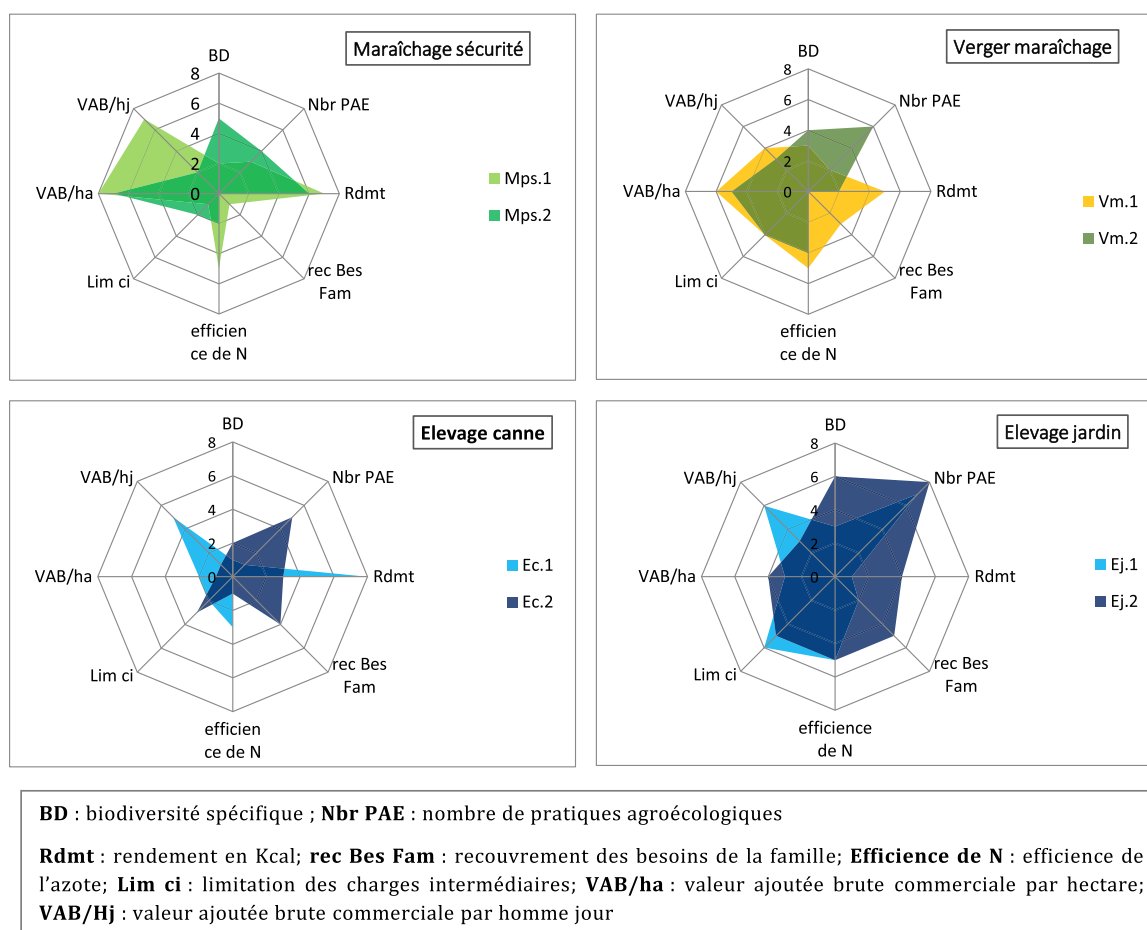 Maraîchage sécurité
BD
8
6
4
2
0
Nbr PAE
Rdmt
rec Bes
Fam
efficien
ce de N
Lim ci
VAB/ha
VAB/hj
Mps.1
Mps.2
Verger maraîchage
BD
8
6
4
2
0
Nbr PAE
Rdmt
rec Bes
Fam
efficien
ce de N
Lim ci
VAB/ha
VAB/hj
Vm.1
Vm.2
Elevage canne
BD
8
6
4
2
0
Nbr PAE
Rdmt
rec Bes
Fam
efficien
ce de N
Lim ci
VAB/ha
VAB/hj
Ec.1
Ec.2
Elevage jardin
BD
8
6
4
2
0
Nbr PAE
Rdmt
rec Bes
Fam
efficience
de N
Lim ci
VAB/ha
VAB/hj
Ej.1
Ej.2
BD : biodiversité spécifique ; Nbr PAE : nombre de pratiques agroécologiques
Rdmt : rendement en Kcal; rec Bes Fam : recouvrement des besoins de la famille; Efficience de N : efficience de
l’azote; Lim ci : limitation des charges intermédiaires; VAB/ha : valeur ajoutée brute commerciale par hectare;
VAB/Hj : valeur ajoutée brute commerciale par homme jour